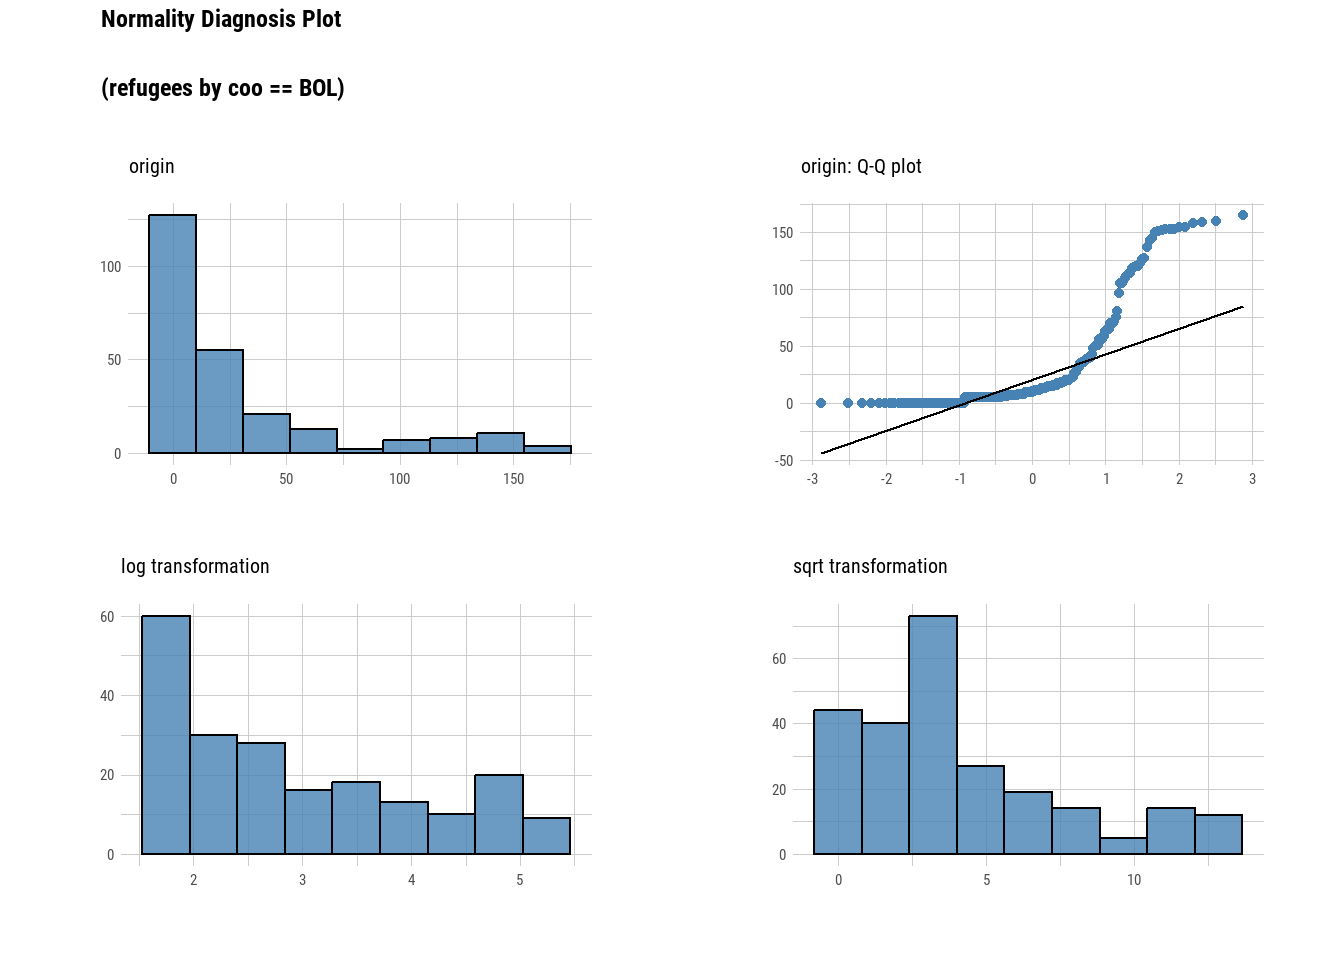 Normality Diagnosis Plot
(refugees by coo == BOL)
origin
100
50
0
0 50 100 150
origin: Q-Q plot
150
100
50
0
-50
-3 -2 -1 0 1 2 3
log transformation
60
40
20
0
2 3 4 5
sqrt transformation
60
40
20
0
0 5 10